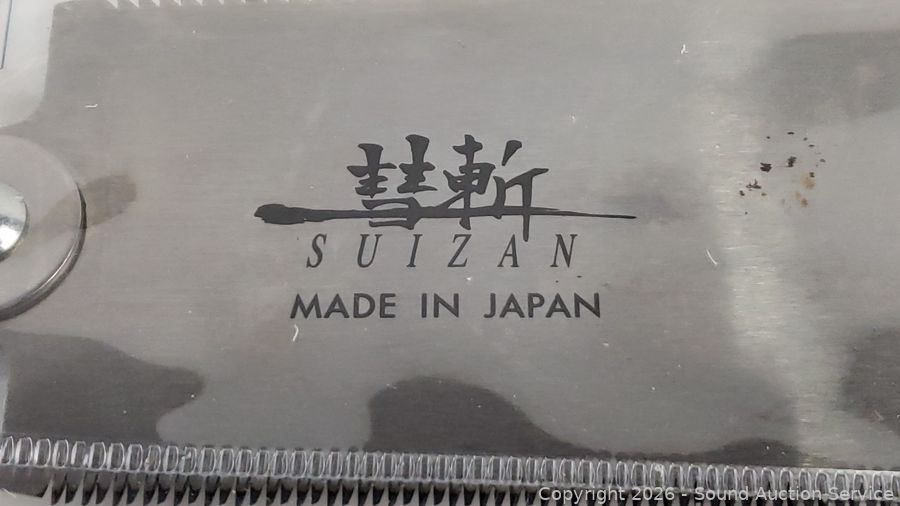 彗斬
SUIZAN
MADE IN JAPAN
Copyright 2026 - Sound Auction Service